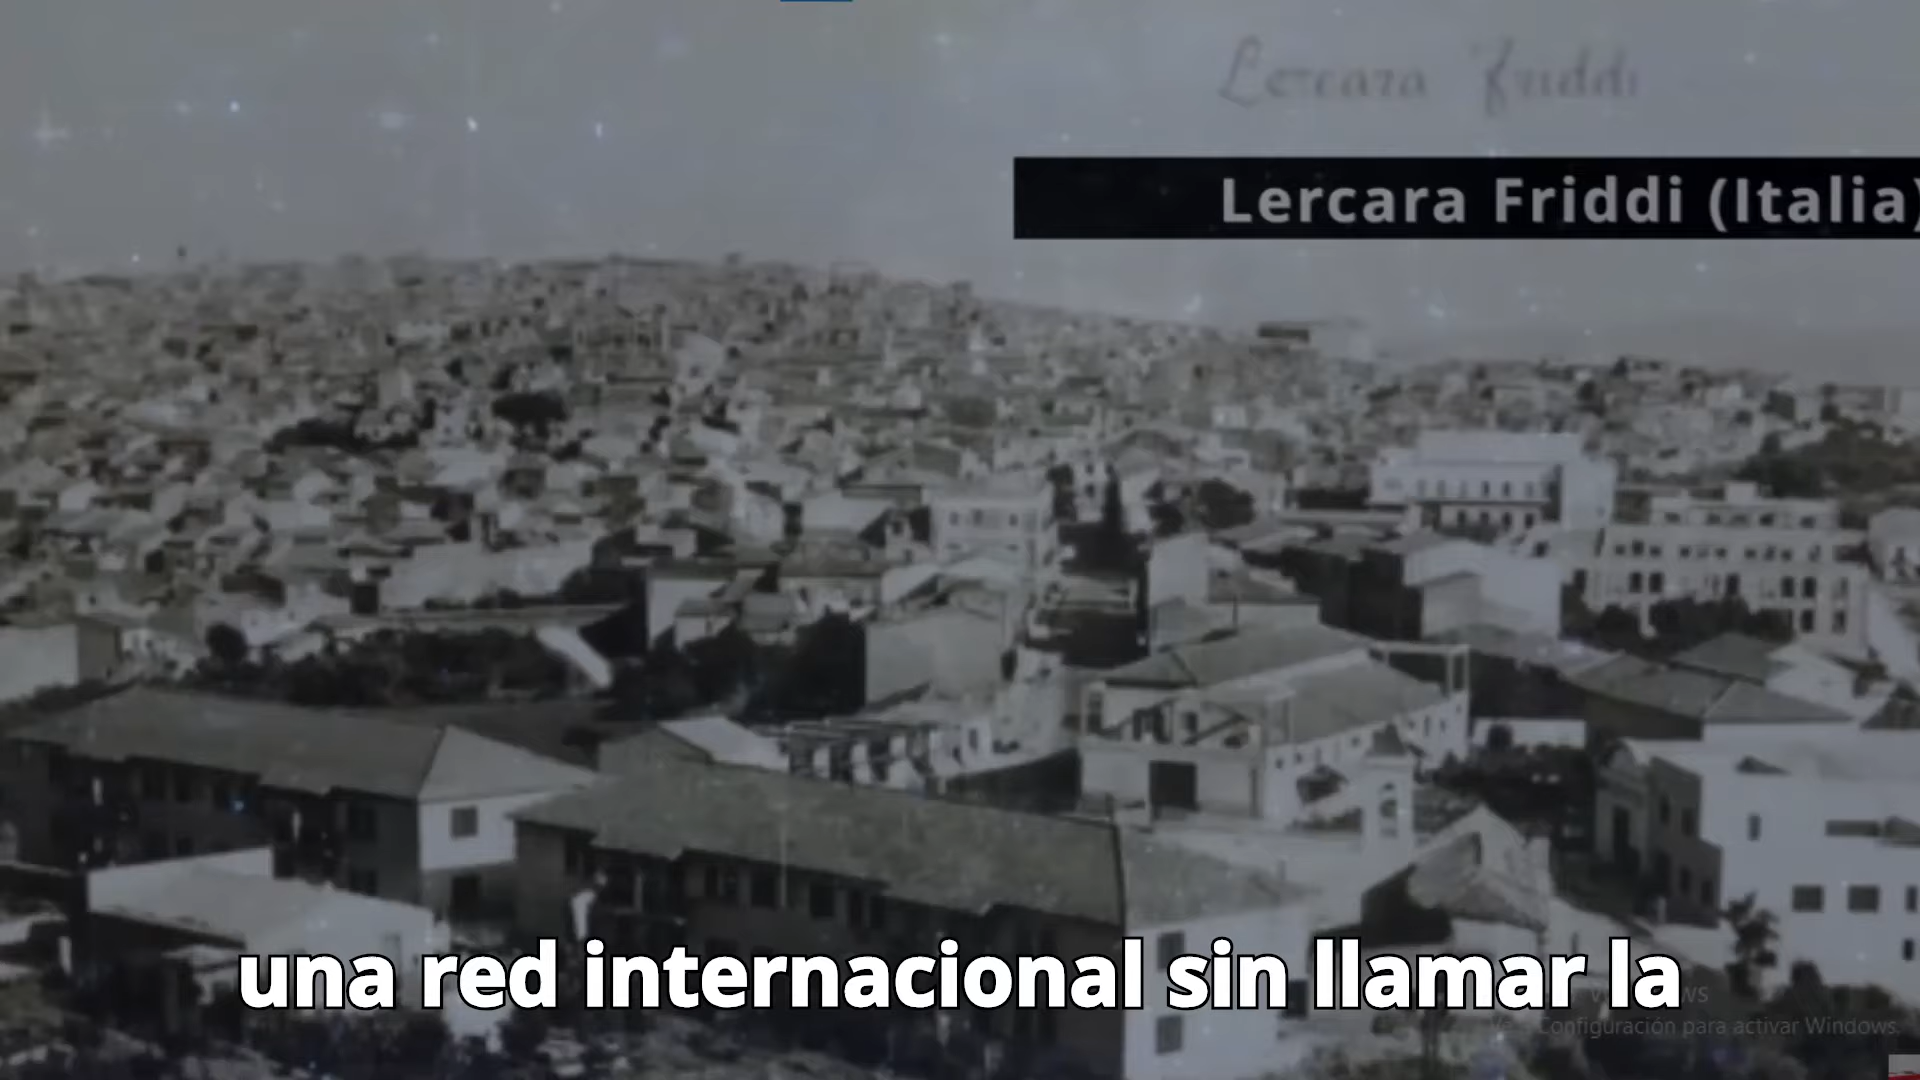 Lercara Friddi
Lercara Friddi (Italia)
una red internacional sin llamar la
Configuración para activar Windows.